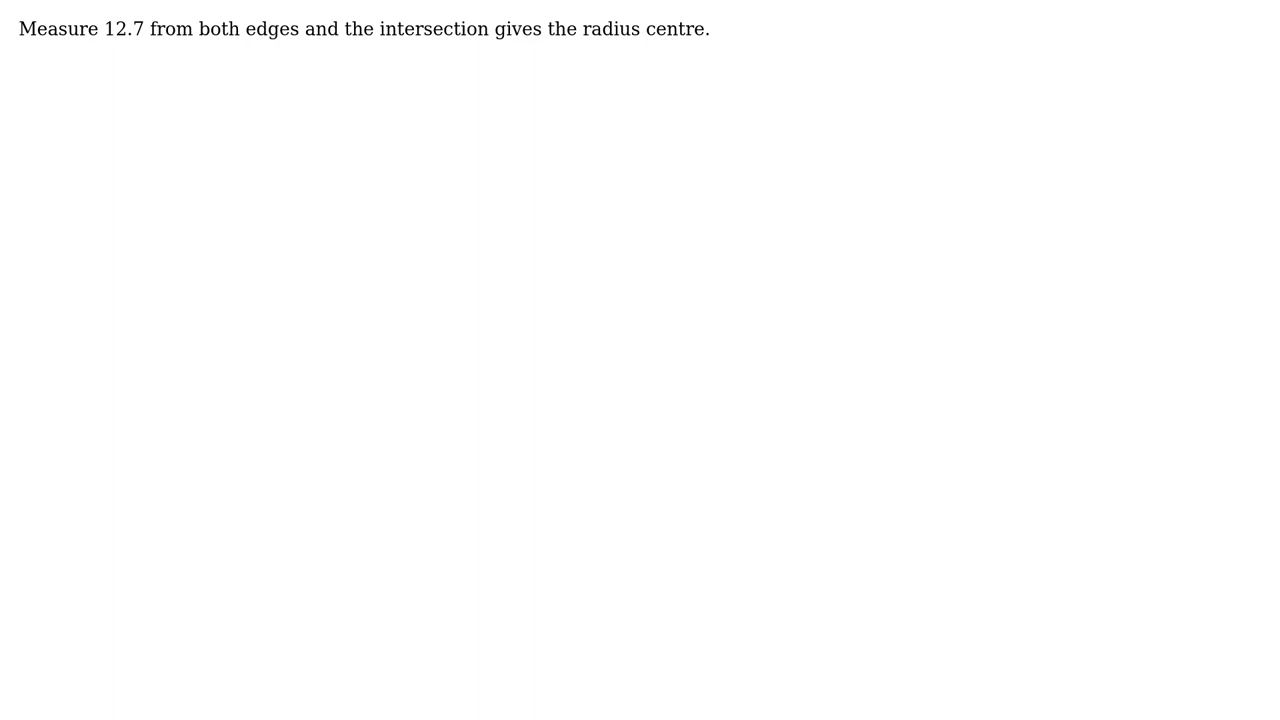 Measure 12.7 from both edges and the intersection gives the radius centre.